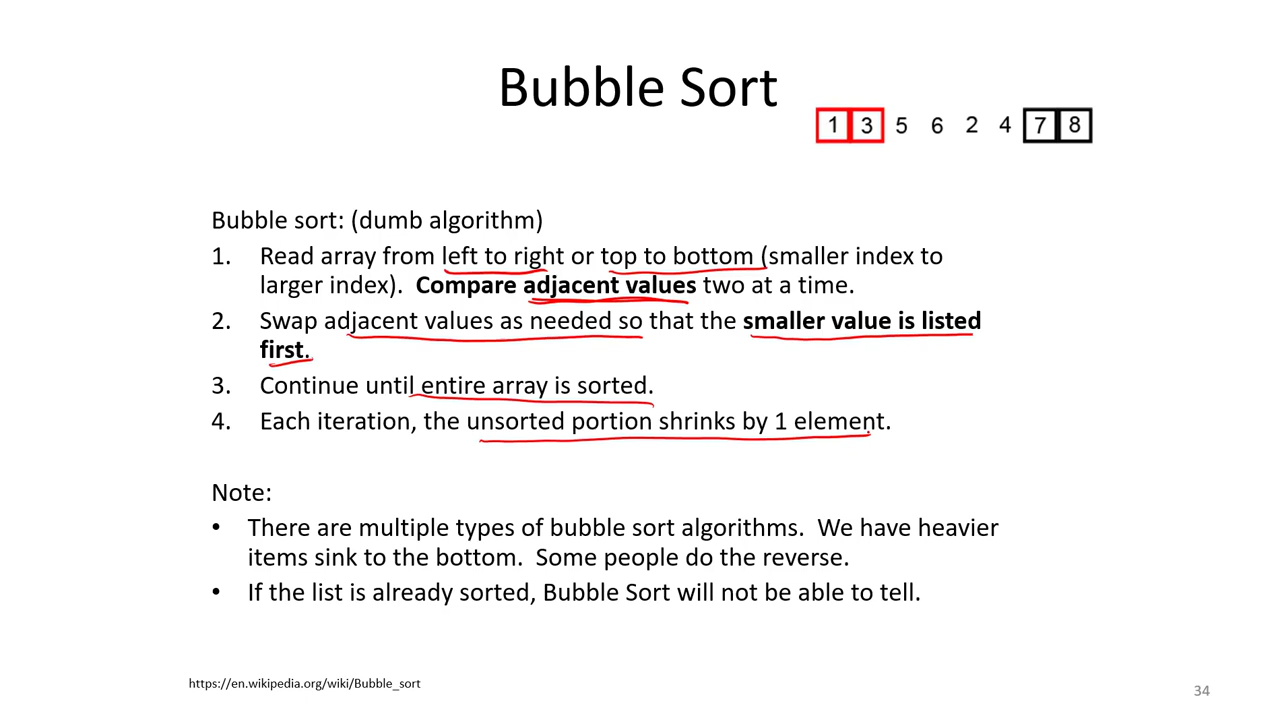 Bubble Sort
1 3 5 6 2 4 7 8
Bubble sort: (dumb algorithm)
1. Read array from left to right or top to bottom (smaller index to
larger index). Compare adjacent values two at a time.
2. Swap adjacent values as needed so that the smaller value is listed
first.
3. Continue until entire array is sorted.
4. Each iteration, the unsorted portion shrinks by 1 element.
Note:
• There are multiple types of bubble sort algorithms. We have heavier
items sink to the bottom. Some people do the reverse.
• If the list is already sorted, Bubble Sort will not be able to tell.
https://en.wikipedia.org/wiki/Bubble_sort
34